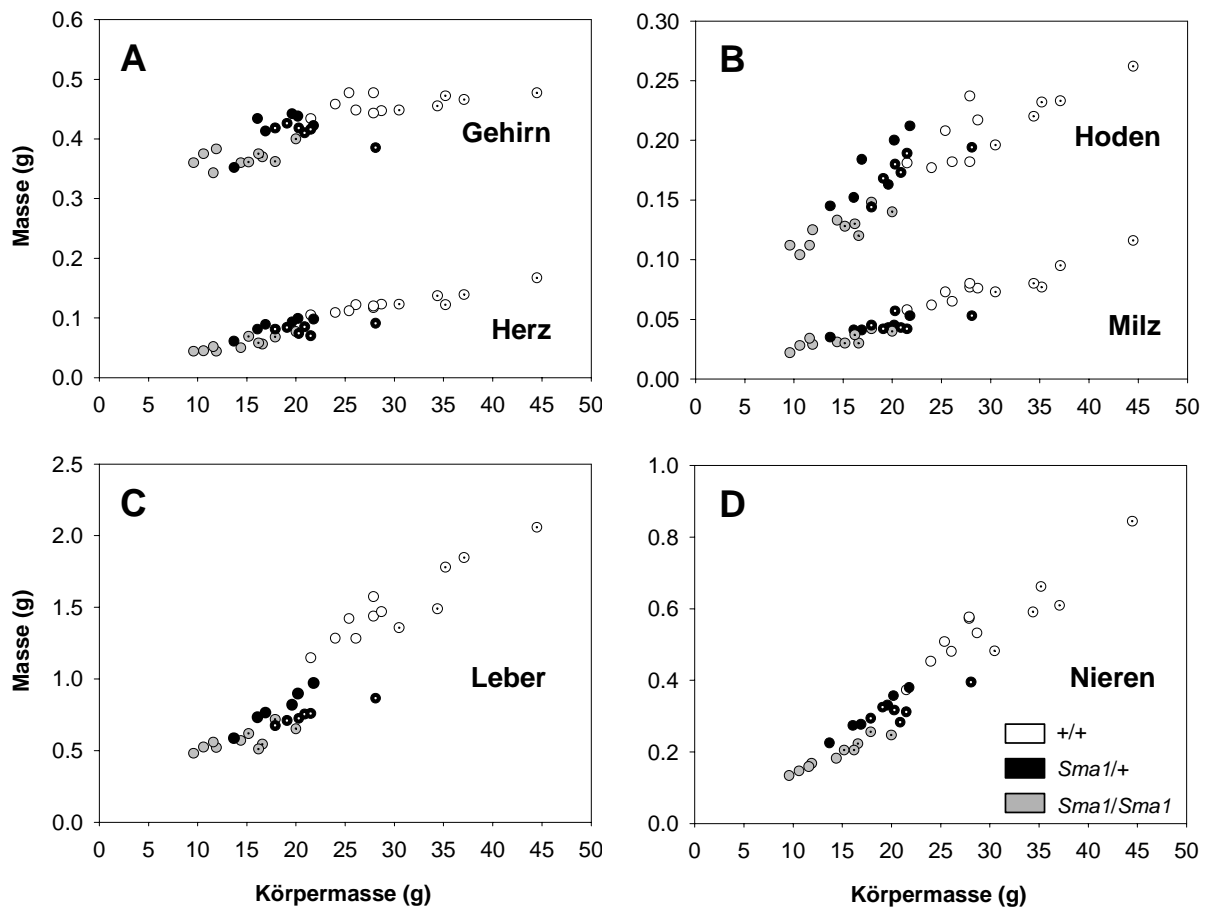 A
0.6
0.5
0.4
0.3
0.2
0.1
0.0
Masse (g)
Gehirn
Herz
0 5 10 15 20 25 30 35 40 45 50
B
0.30
0.25
0.20
0.15
0.10
0.05
0.00
Hoden
Milz
0 5 10 15 20 25 30 35 40 45 50
C
2.5
2.0
1.5
1.0
0.5
0.0
Masse (g)
Leber
0 5 10 15 20 25 30 35 40 45 50
Körpermasse (g)
D
1.0
0.8
0.6
0.4
0.2
0.0
Nieren
+/+
Sma1/+
Sma1/Sma1
0 5 10 15 20 25 30 35 40 45 50
Körpermasse (g)